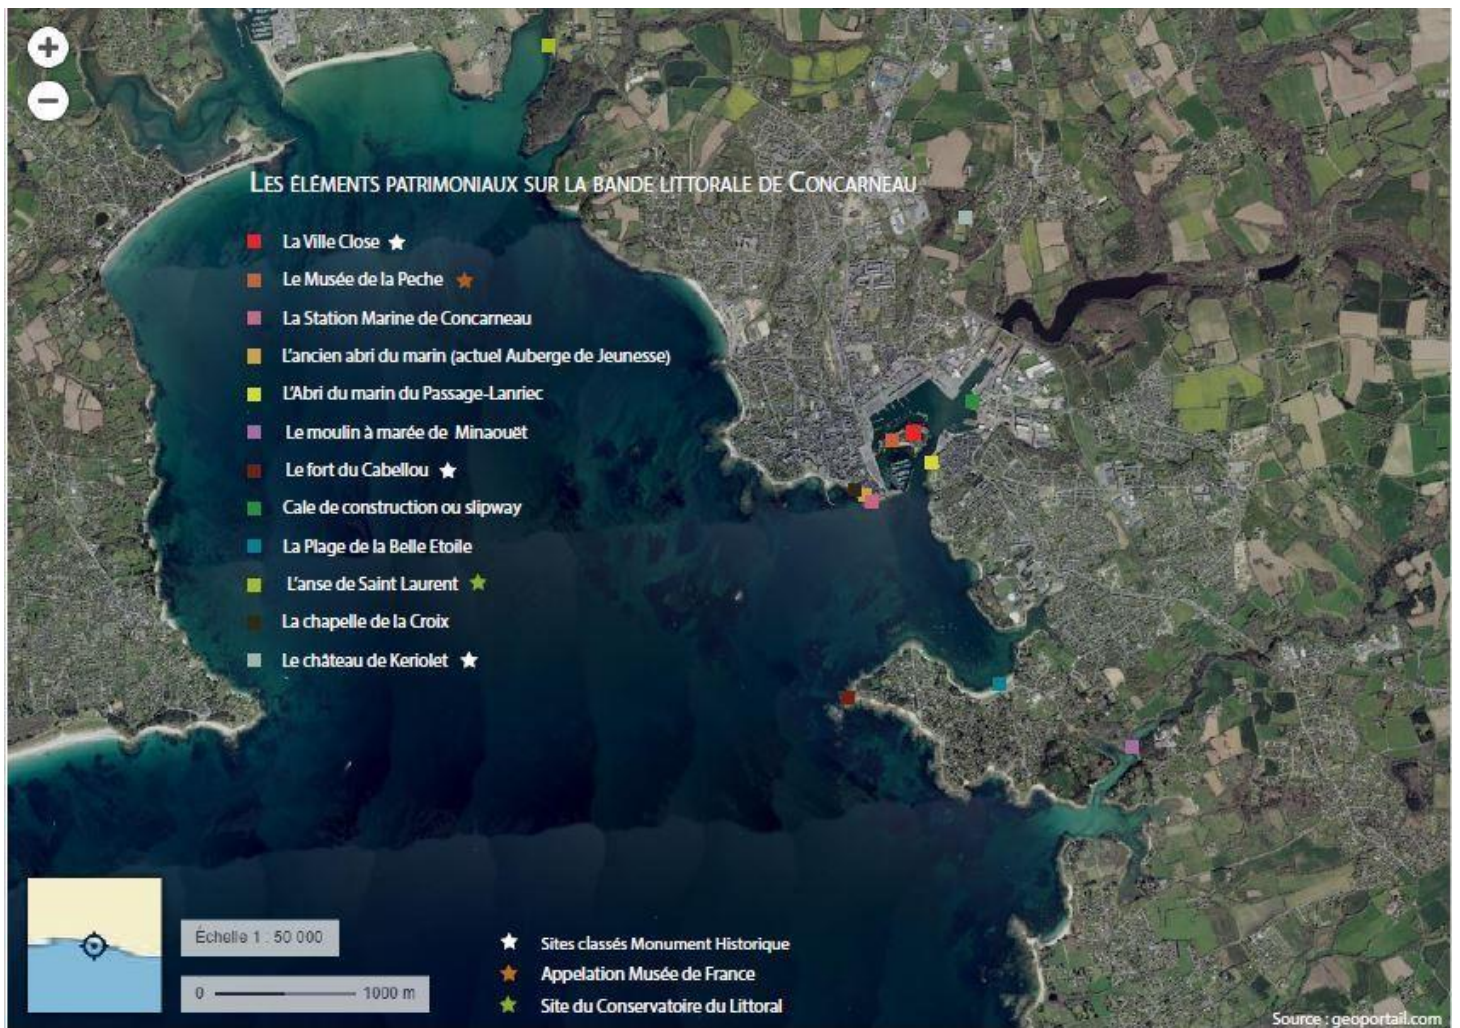 LES ÉLÉMENTS PATRIMONIAUX SUR LA BANDE LITTORALE DE CONCARNEAU
La Ville Close
Le Musée de la Peche
La Station Marine de Concarneau
L'ancien abri du marin (actuel Auberge de Jeunesse)
L'Abri du marin du Passage-Lanriec
Le moulin à marée de Minaouët
Le fort du Cabellou
Cale de construction ou slipway
La Plage de la Belle Etoile
L'anse de Saint Laurent
La chapelle de la Croix
Le château de Keriolet
Échelle 1 : 50 000
0 1000 m
Sites classés Monument Historique
Appelation Musée de France
Site du Conservatoire du Littoral
Source : geoportail.com